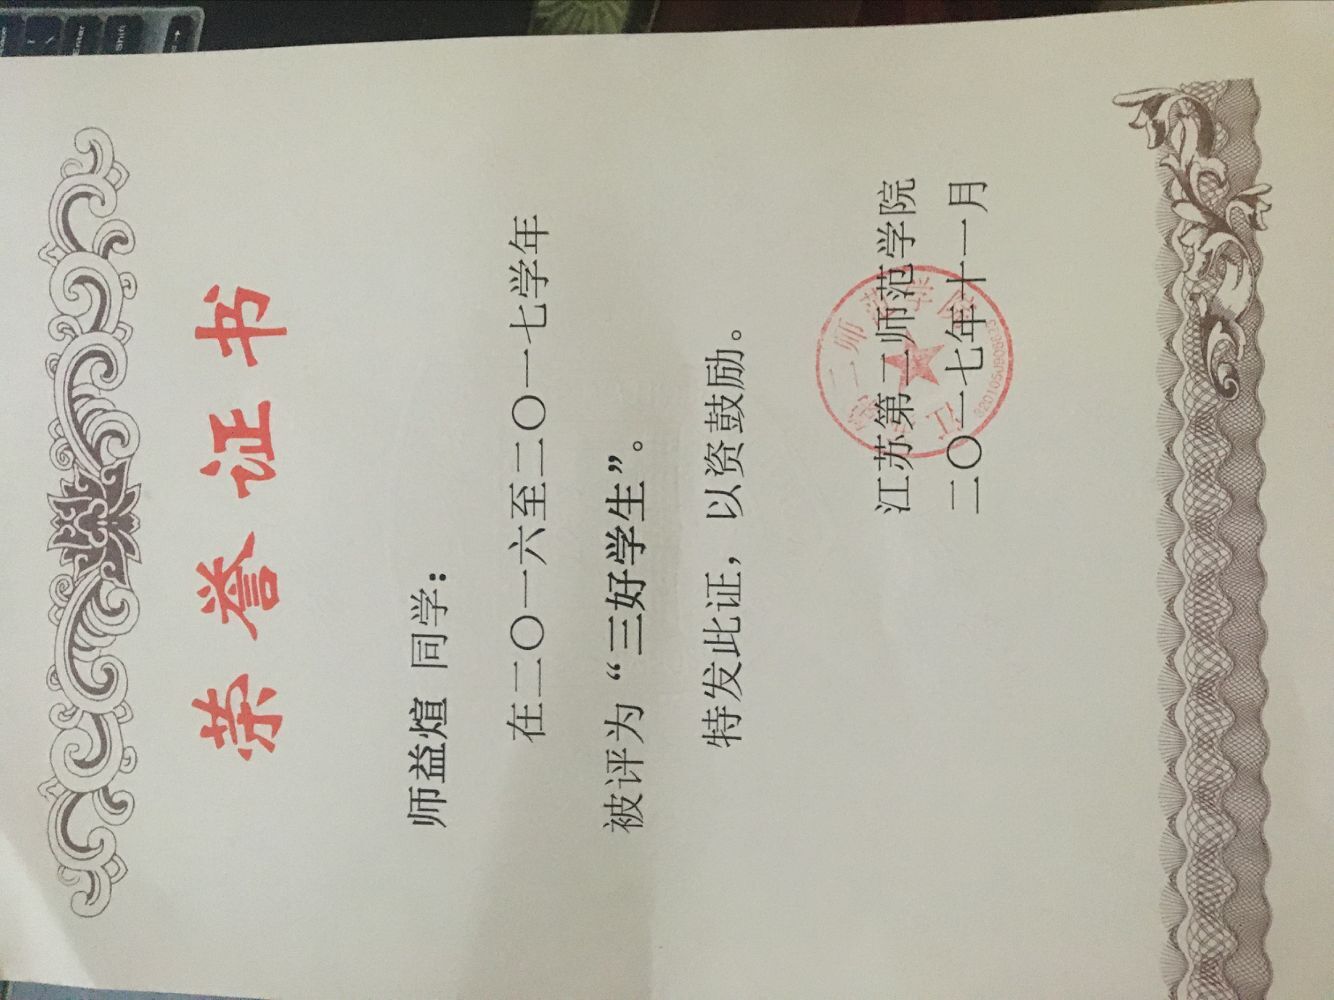 荣誉证书
师益煊 同学：
在二〇一六至二〇一七学年
被评为“三好学生”。
特发此证，以资鼓励。
江苏第二师范学院
二〇一七年十一月
Enter
Shift